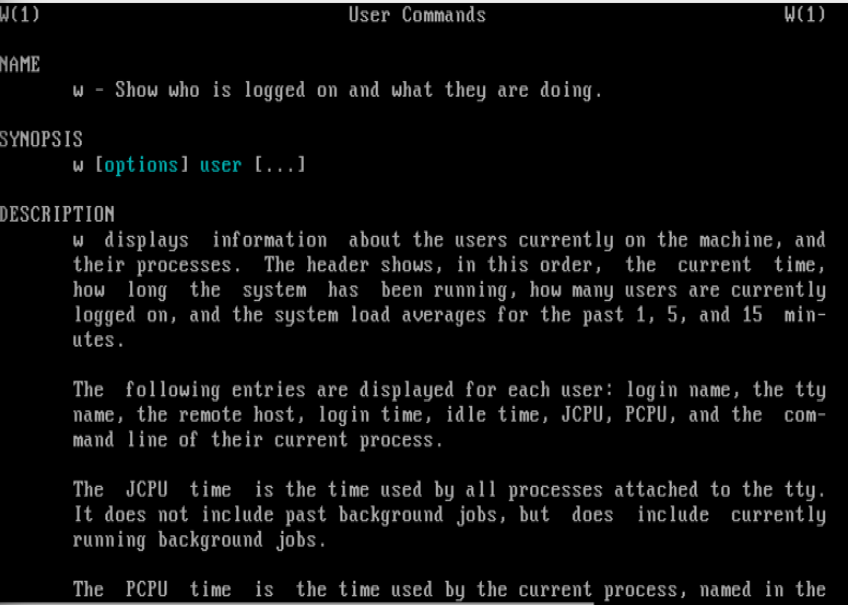 W(1) User Commands W(1)
NAME
w - Show who is logged on and what they are doing.
SYNOPSIS
w [options] user [...]
DESCRIPTION
w displays information about the users currently on the machine, and
their processes. The header shows, in this order, the current time,
how long the system has been running, how many users are currently
logged on, and the system load averages for the past 1, 5, and 15 min-
utes.
The following entries are displayed for each user: login name, the tty
name, the remote host, login time, idle time, JCPU, PCPU, and the com-
mand line of their current process.
The JCPU time is the time used by all processes attached to the tty.
It does not include past background jobs, but does include currently
running background jobs.
The PCPU time is the time used by the current process, named in the